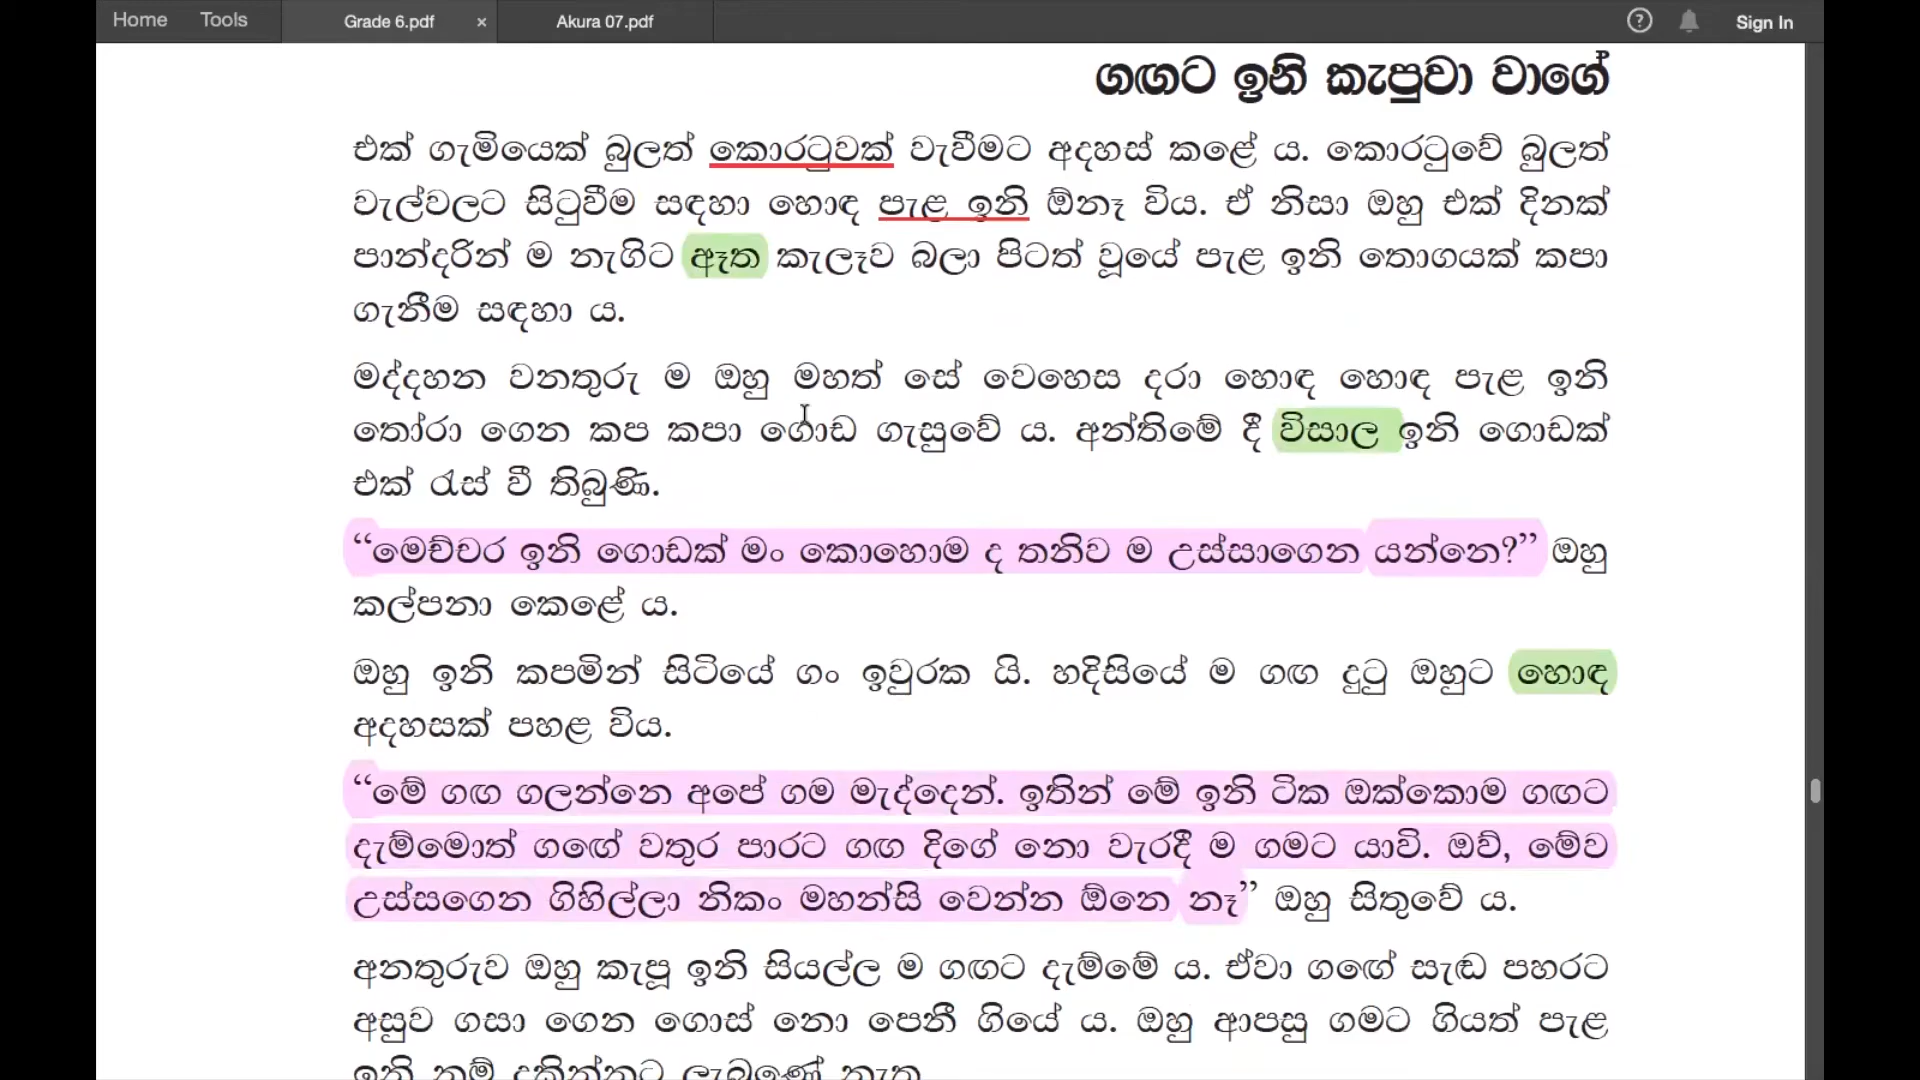 Home Tools Grade 6.pdf × Akura 07.pdf ? Sign In
ගඟට ඉනි කැපුවා වාගේ
එක් ගැමියෙක් බුලත් කොරටුවක් වැවීමට අදහස් කළේ ය. කොරටුවේ බුලත්
වැල්වලට සිටුවීම සඳහා හොඳ පැළ ඉනි ඕනෑ විය. ඒ නිසා ඔහු එක් දිනක්
පාන්දරින් ම නැගිට ඈත කැලෑව බලා පිටත් වූයේ පැළ ඉනි තොගයක් කපා
ගැනීම සඳහා ය.
මද්දහන වනතුරු ම ඔහු මහත් සේ වෙහෙස දරා හොඳ හොඳ පැළ ඉනි
තෝරා ගෙන කප කපා ගොඩ ගැසුවේ ය. අන්තිමේ දී විසාල ඉනි ගොඩක්
එක් රැස් වී තිබුණි.
“මෙච්චර ඉනි ගොඩක් මං කොහොම ද තනිව ම උස්සාගෙන යන්නෙ?” ඔහු
කල්පනා කෙළේ ය.
ඔහු ඉනි කපමින් සිටියේ ගං ඉවුරක යි. හදිසියේ ම ගඟ දුටු ඔහුට හොඳ
අදහසක් පහළ විය.
“මේ ගඟ ගලන්නෙ අපේ ගම මැද්දෙන්. ඉතින් මේ ඉනි ටික ඔක්කොම ගඟට
දැම්මොත් ගඟේ වතුර පාරට ගඟ දිගේ නො වැරදී ම ගමට යාවි. ඔව්, මේව
උස්සගෙන ගිහිල්ලා නිකං මහන්සි වෙන්න ඕනෙ නෑ” ඔහු සිතුවේ ය.
අනතුරුව ඔහු කැපූ ඉනි සියල්ල ම ගඟට දැම්මේ ය. ඒවා ගඟේ සැඬ පහරට
අසුව ගසා ගෙන ගොස් නො පෙනී ගියේ ය. ඔහු ආපසු ගමට ගියත් පැළ
ඉනි නම් දකින්නට ලැබුණේ නැත